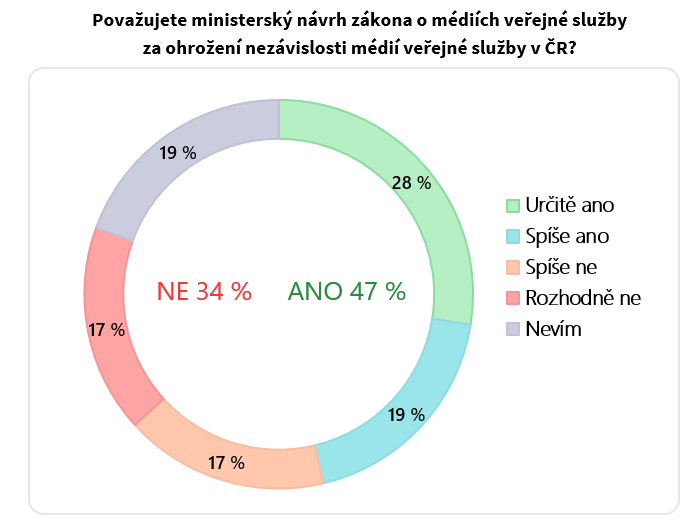 Považujete ministerský návrh zákona o médiích veřejné služby
za ohrožení nezávislosti médií veřejné služby v ČR?
19 %
28 %
Určitě ano
Spíše ano
Spíše ne
Rozhodně ne
Nevím
NE 34 %
ANO 47 %
17 %
19 %
17 %